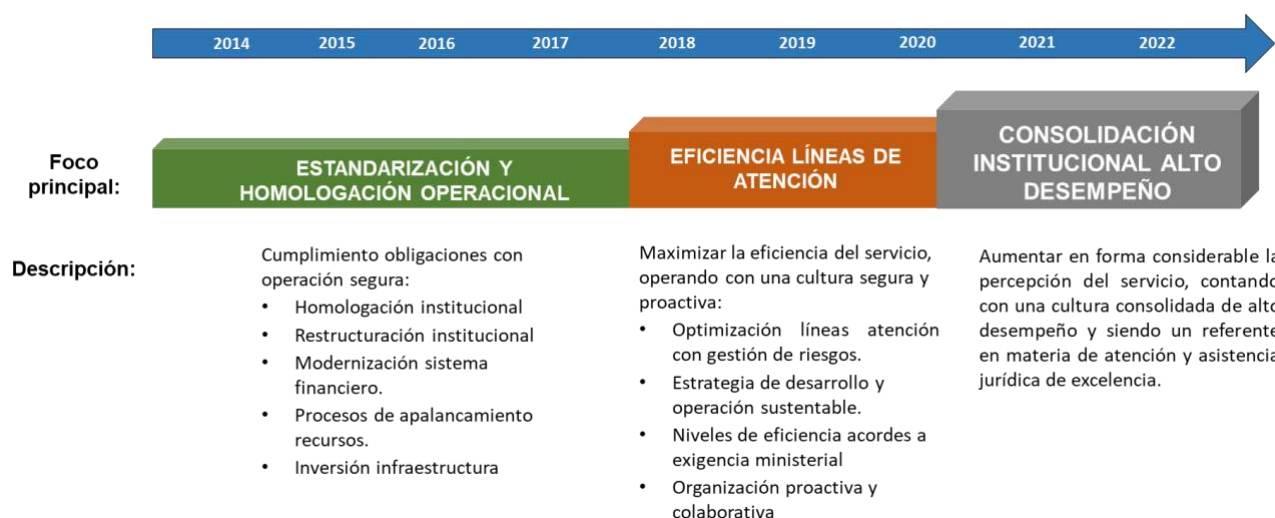 2014 2015 2016 2017 2018 2019 2020 2021 2022
Foco
principal:
ESTANDARIZACIÓN Y
HOMOLOGACIÓN OPERACIONAL
EFICIENCIA LÍNEAS DE
ATENCIÓN
CONSOLIDACIÓN
INSTITUCIONAL ALTO
DESEMPEÑO
Descripción:
Cumplimiento obligaciones con
operación segura:
• Homologación institucional
• Restructuración institucional
• Modernización sistema
financiero.
• Procesos de apalancamiento
recursos.
• Inversión infraestructura
Maximizar la eficiencia del servicio,
operando con una cultura segura y
proactiva:
• Optimización líneas atención
con gestión de riesgos.
• Estrategia de desarrollo y
operación sustentable.
• Niveles de eficiencia acordes a
exigencia ministerial
• Organización proactiva y
colaborativa
Aumentar en forma considerable la
percepción del servicio, contando
con una cultura consolidada de alto
desempeño y siendo un referente
en materia de atención y asistencia
jurídica de excelencia.